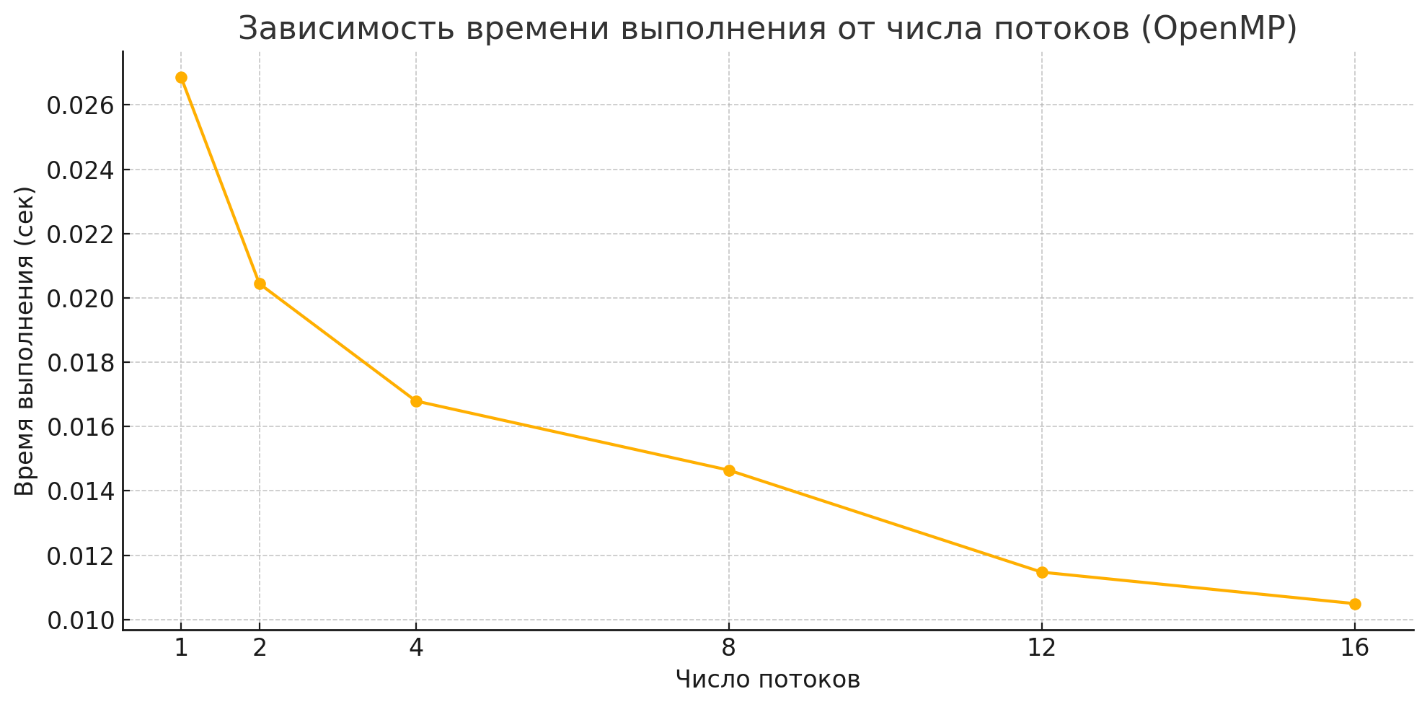 Зависимость времени выполнения от числа потоков (OpenMP)
Время выполнения (сек)
0.026
0.024
0.022
0.020
0.018
0.016
0.014
0.012
0.010
1 2 4 8 12 16
Число потоков